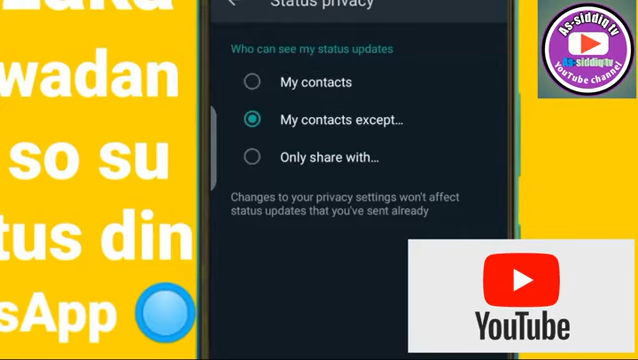 wadan
so su
tus din
sApp
Status privacy
Who can see my status updates
My contacts
My contacts except...
Only share with...
Changes to your privacy settings won't affect
status updates that you've sent already
As-siddiq tv
As-siddiq tv
YouTube channel
YouTube